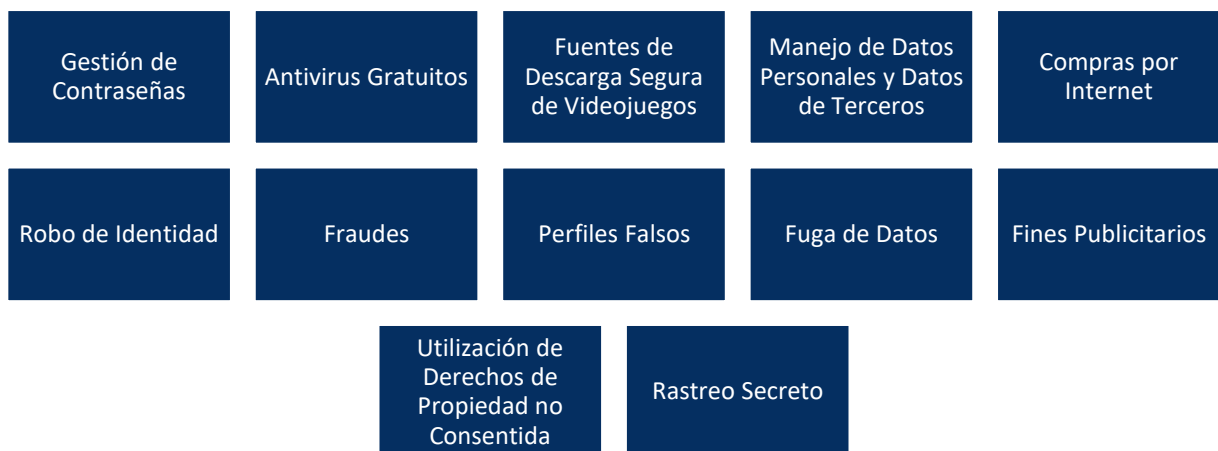 Gestión de
Contraseñas
Antivirus Gratuitos
Fuentes de
Descarga Segura
de Videojuegos
Manejo de Datos
Personales y Datos
de Terceros
Compras por
Internet
Robo de Identidad
Fraudes
Perfiles Falsos
Fuga de Datos
Fines Publicitarios
Utilización de
Derechos de
Propiedad no
Consentida
Rastreo Secreto